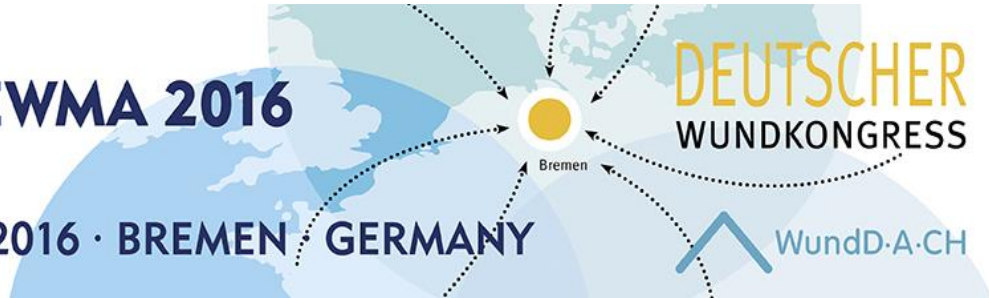 EWMA 2016
2016 · BREMEN · GERMANY
Bremen
DEUTSCHER
WUNDKONGRESS
WundD·A·CH